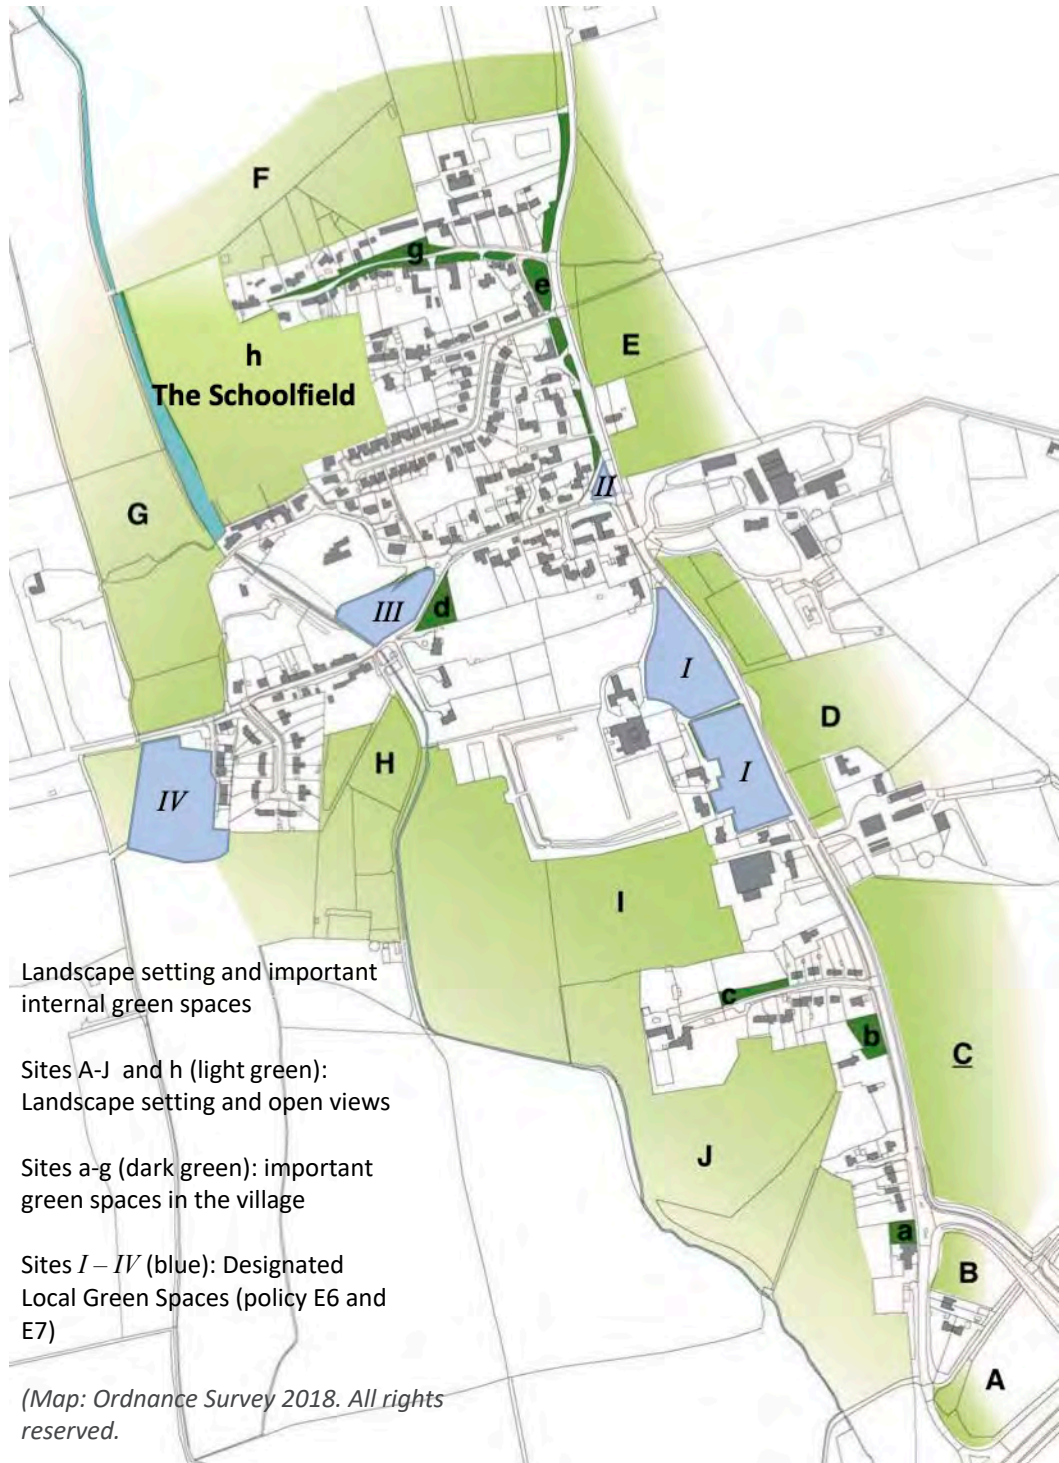 F
g
e
h
The Schoolfield
E
II
G
III
d
I
D
H
I
IV
I
c
b
C
J
a
B
A
Landscape setting and important
internal green spaces
Sites A-J and h (light green):
Landscape setting and open views
Sites a-g (dark green): important
green spaces in the village
Sites I – IV (blue): Designated
Local Green Spaces (policy E6 and
E7)
(Map: Ordnance Survey 2018. All rights
reserved.